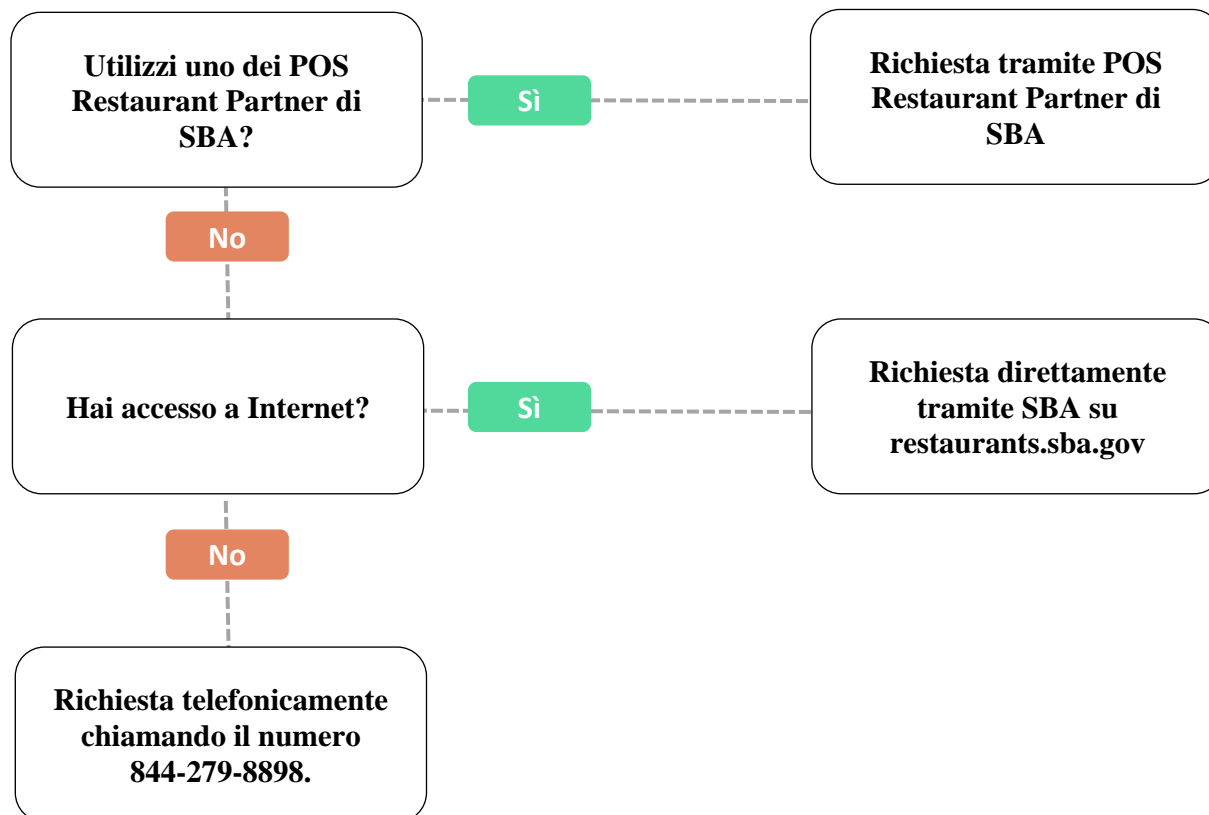 Utilizzi uno dei POS
Restaurant Partner di
SBA?
Sì
Richiesta tramite POS
Restaurant Partner di
SBA
No
Hai accesso a Internet?
Sì
Richiesta direttamente
tramite SBA su
restaurants.sba.gov
No
Richiesta telefonicamente
chiamando il numero
844-279-8898.